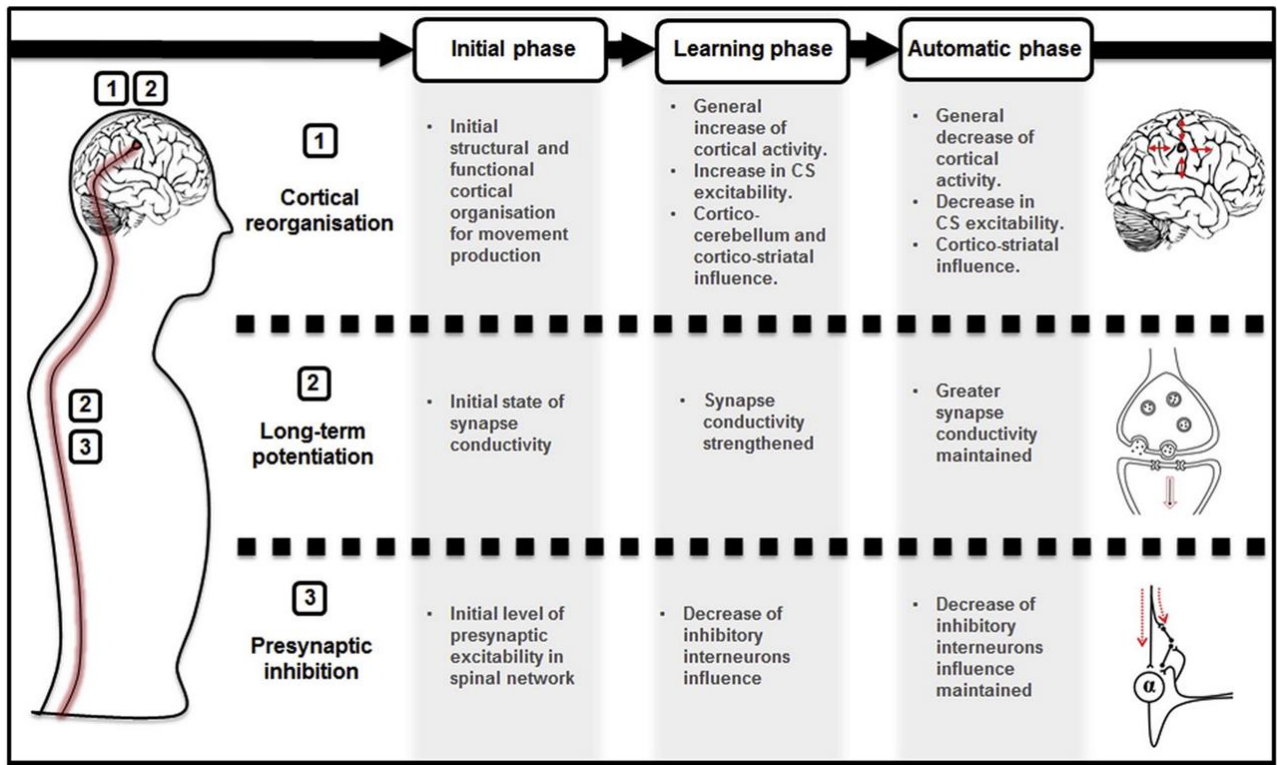 Initial phase
Learning phase
Automatic phase
1 2
1
Cortical
reorganisation
• Initial
structural and
functional
cortical
organisation
for movement
production
• General
increase of
cortical activity.
• Increase in CS
excitability.
• Cortico-
cerebellum and
cortico-striatal
influence.
• General
decrease of
cortical
activity.
• Decrease in
CS excitability.
• Cortico-striatal
influence.
2
3
2
Long-term
potentiation
• Initial state of
synapse
conductivity
• Synapse
conductivity
strengthened
• Greater
synapse
conductivity
maintained
3
Presynaptic
inhibition
• Initial level of
presynaptic
excitability in
spinal network
• Decrease of
inhibitory
interneurons
influence
• Decrease of
inhibitory
interneurons
influence
maintained
α